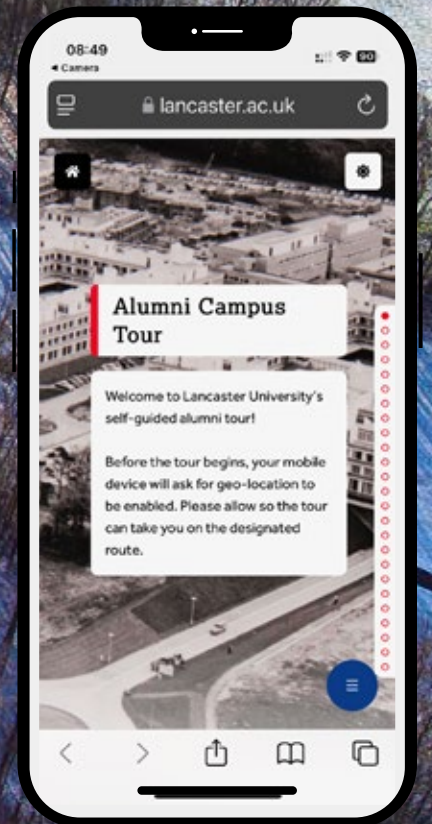 08:49
◀ Camera
90
lancaster.ac.uk
Alumni Campus
Tour
Welcome to Lancaster University's
self-guided alumni tour!
Before the tour begins, your mobile
device will ask for geo-location to
be enabled. Please allow so the tour
can take you on the designated
route.